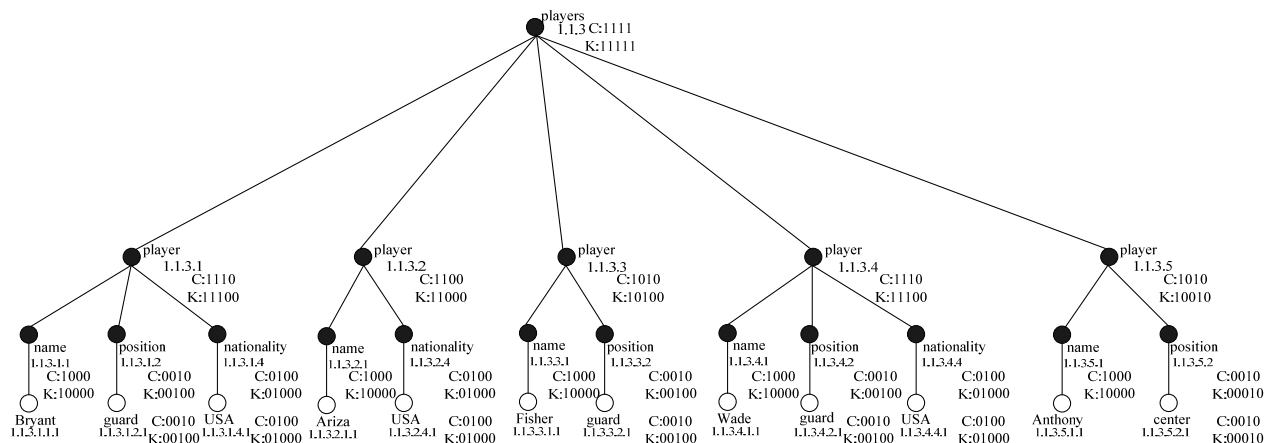 players
1.1.3 C:1111
K:11111
player
1.1.3.1
C:1110
K:11100
player
1.1.3.2
C:1100
K:11000
player
1.1.3.3
C:1010
K:10100
player
1.1.3.4
C:1110
K:11100
player
1.1.3.5
C:1010
K:10010
name
1.1.3.1.1
C:1000
K:10000
position
1.1.3.1.2
C:0010
K:00100
nationality
1.1.3.1.4
C:0100
K:01000
name
1.1.3.2.1
C:1000
K:10000
nationality
1.1.3.2.4
C:0100
K:01000
name
1.1.3.3.1
C:1000
K:10000
position
1.1.3.3.2
C:0010
K:00100
name
1.1.3.4.1
C:1000
K:10000
position
1.1.3.4.2
C:0010
K:00100
nationality
1.1.3.4.4
C:0100
K:01000
name
1.1.3.5.1
C:1000
K:10000
position
1.1.3.5.2
C:0010
K:00010
Bryant
1.1.3.1.1.1
guard
1.1.3.1.2.1
C:0010
K:00100
USA
1.1.3.1.4.1
C:0100
K:01000
Ariza
1.1.3.2.1.1
USA
1.1.3.2.4.1
C:0100
K:01000
Fisher
1.1.3.3.1.1
guard
1.1.3.3.2.1
C:0010
K:00100
Wade
1.1.3.4.1.1
guard
1.1.3.4.2.1
C:0010
K:00100
USA
1.1.3.4.4.1
C:0100
K:01000
Anthony
1.1.3.5.1.1
center
1.1.3.5.2.1
C:0010
K:00010